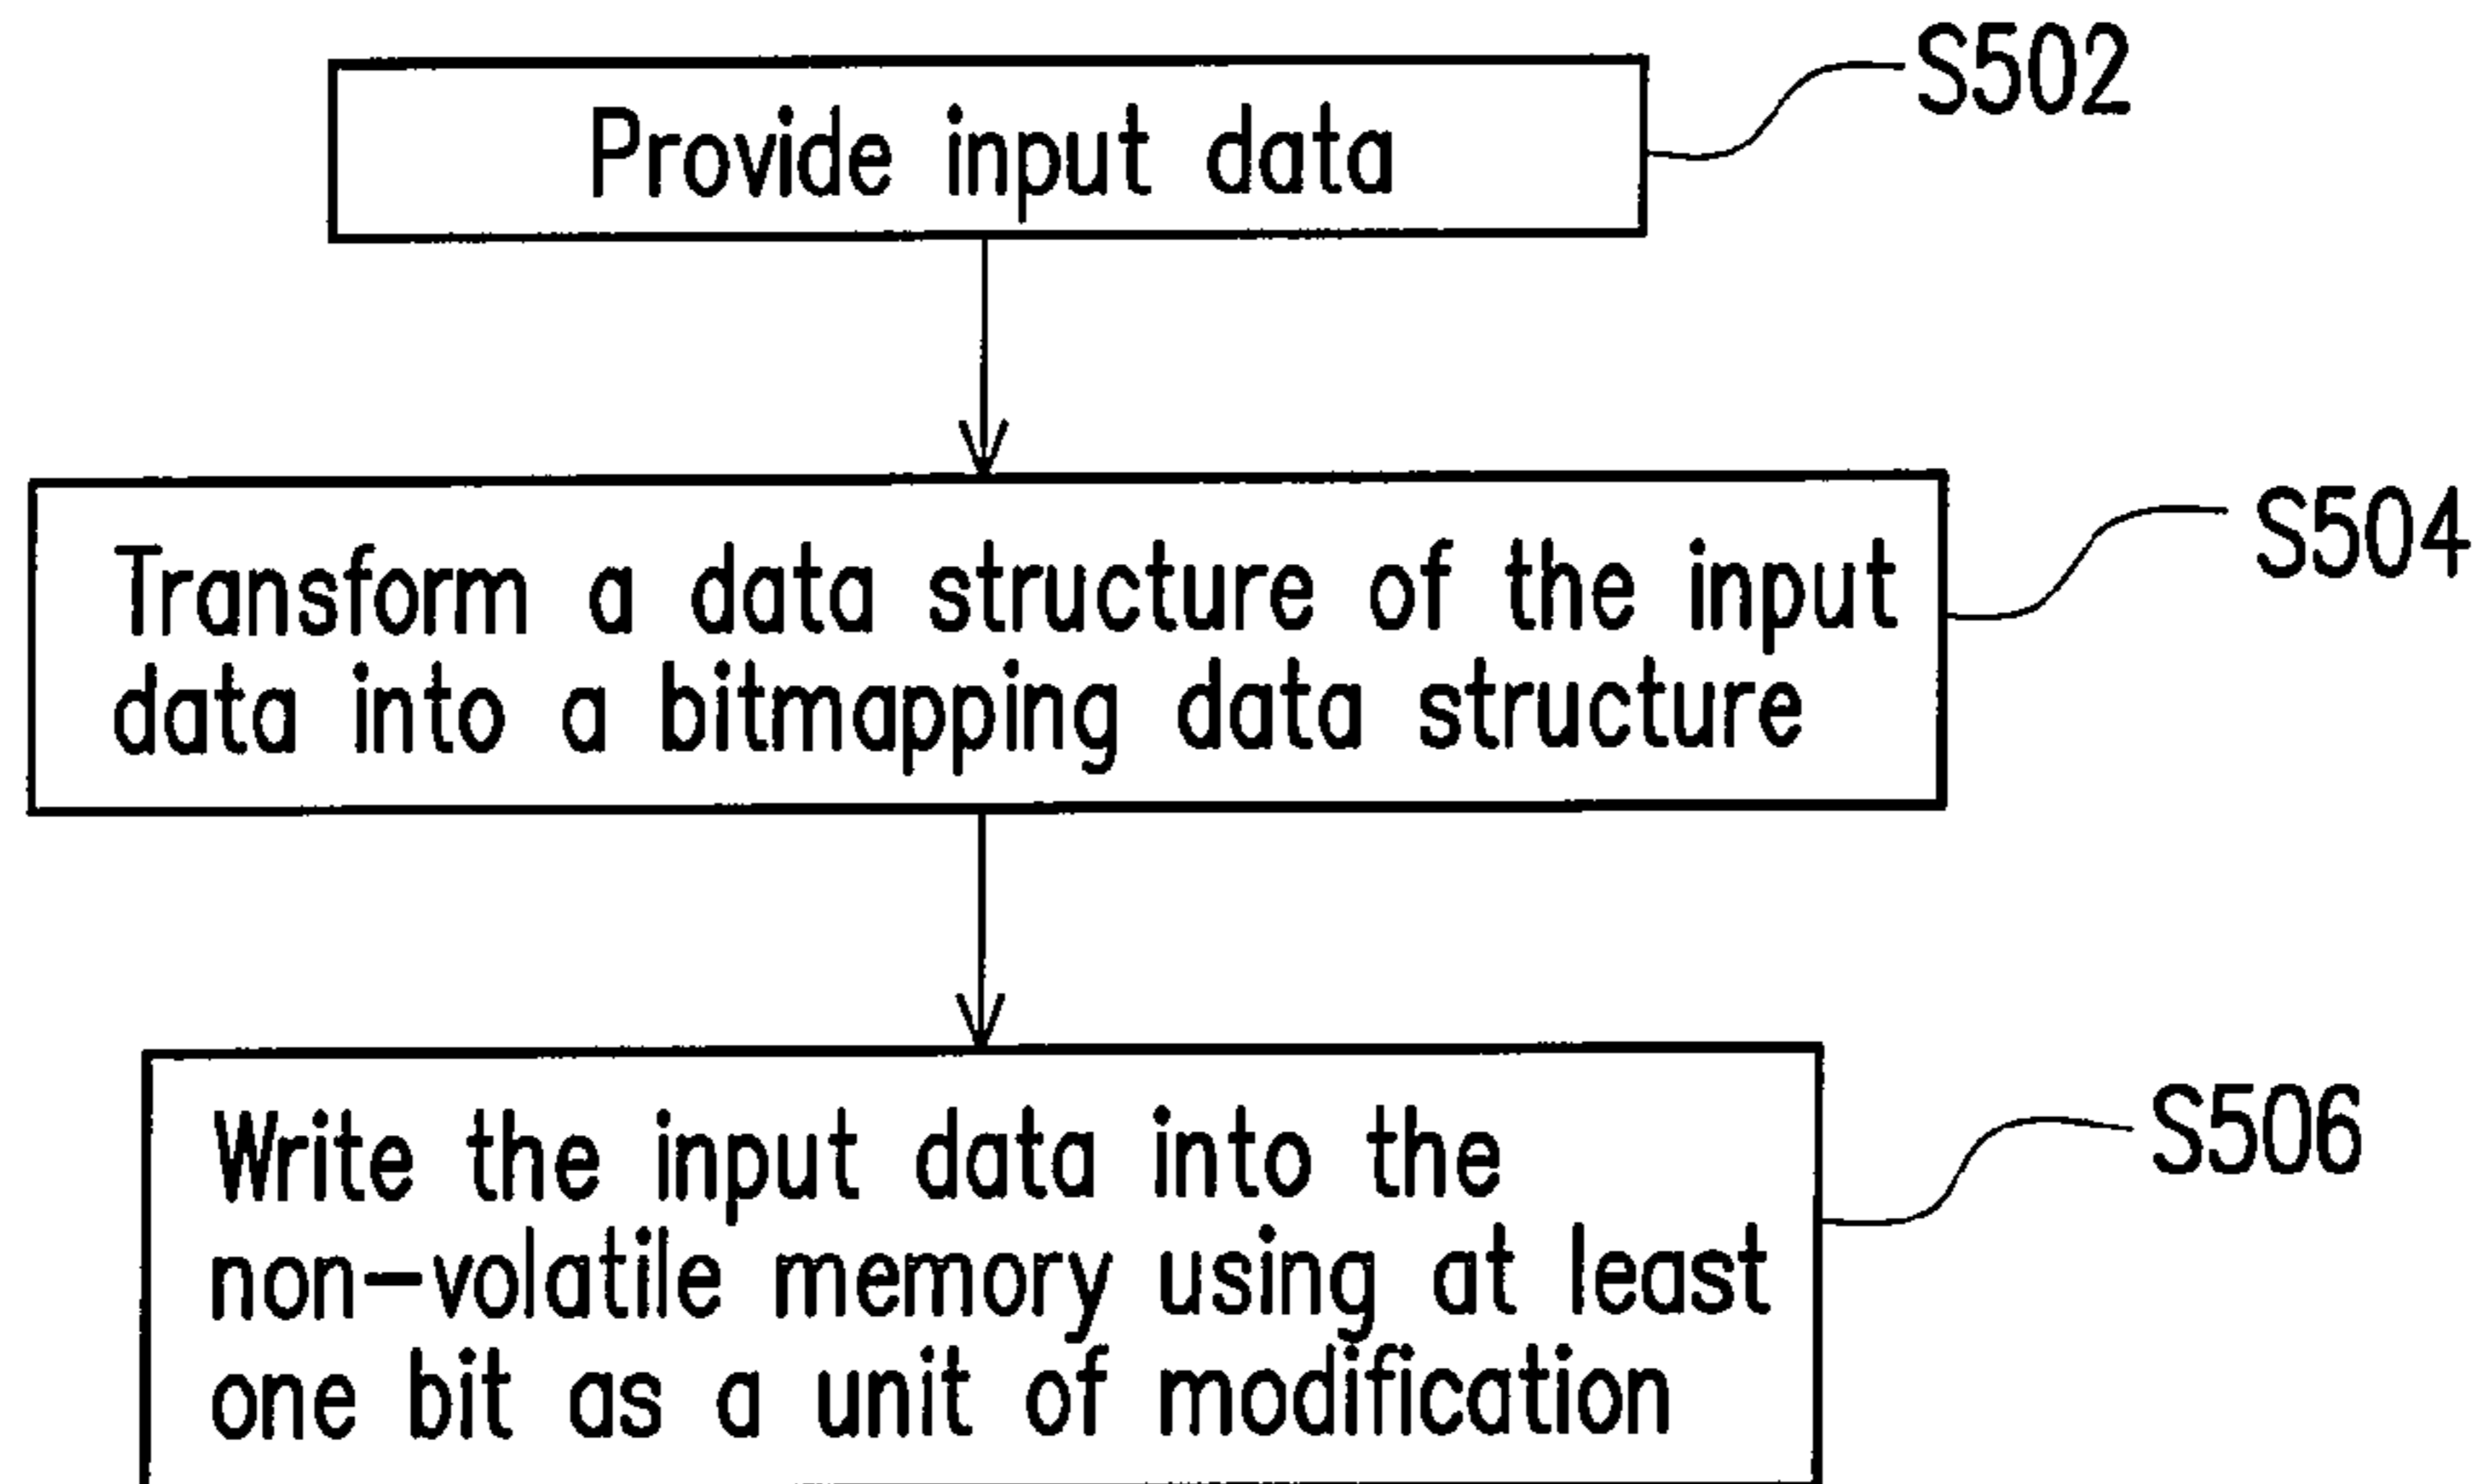 S502
Provide input data
S504
Transform a data structure of the input
data into a bitmapping data structure
S506
Write the input data into the
non-volatile memory using at least
one bit as a unit of modification